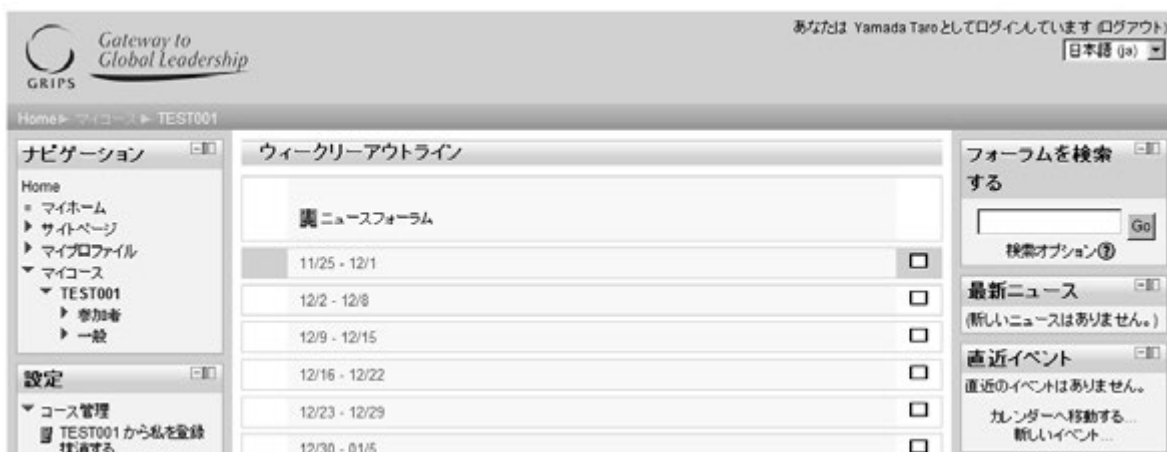 Gateway to
Global Leadership
GRIPS
あなたは Yamada Taro としてログインしています (ログアウト)
日本語 (ja)
Home ▶ マイコース ▶ TEST001
ナビゲーション
Home
マイホーム
サイトページ
マイプロファイル
マイコース
TEST001
参加者
一般
設定
コース管理
TEST001 から私を登録
抹消する
ウィークリーアウトライン
ニュースフォーラム
11/25 - 12/1
12/2 - 12/8
12/9 - 12/15
12/16 - 12/22
12/23 - 12/29
12/30 - 01/5
フォーラムを検索
する
Go
検索オプション
最新ニュース
(新しいニュースはありません。)
直近イベント
直近のイベントはありません。
カレンダーへ移動する...
新しいイベント...